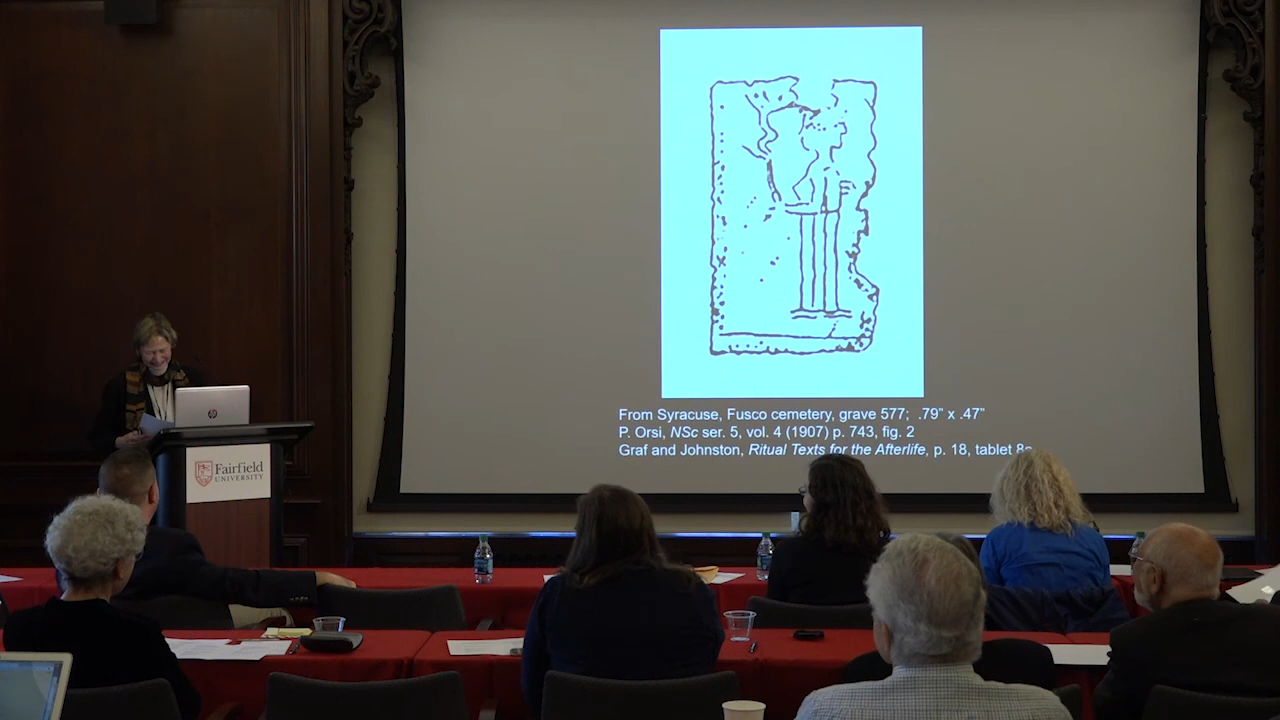 From Syracuse, Fusco cemetery, grave 577; .79” x .47”
P. Orsi, NSc ser. 5, vol. 4 (1907) p. 743, fig. 2
Graf and Johnston, Ritual Texts for the Afterlife, p. 18, tablet
Fairfield
UNIVERSITY
hp